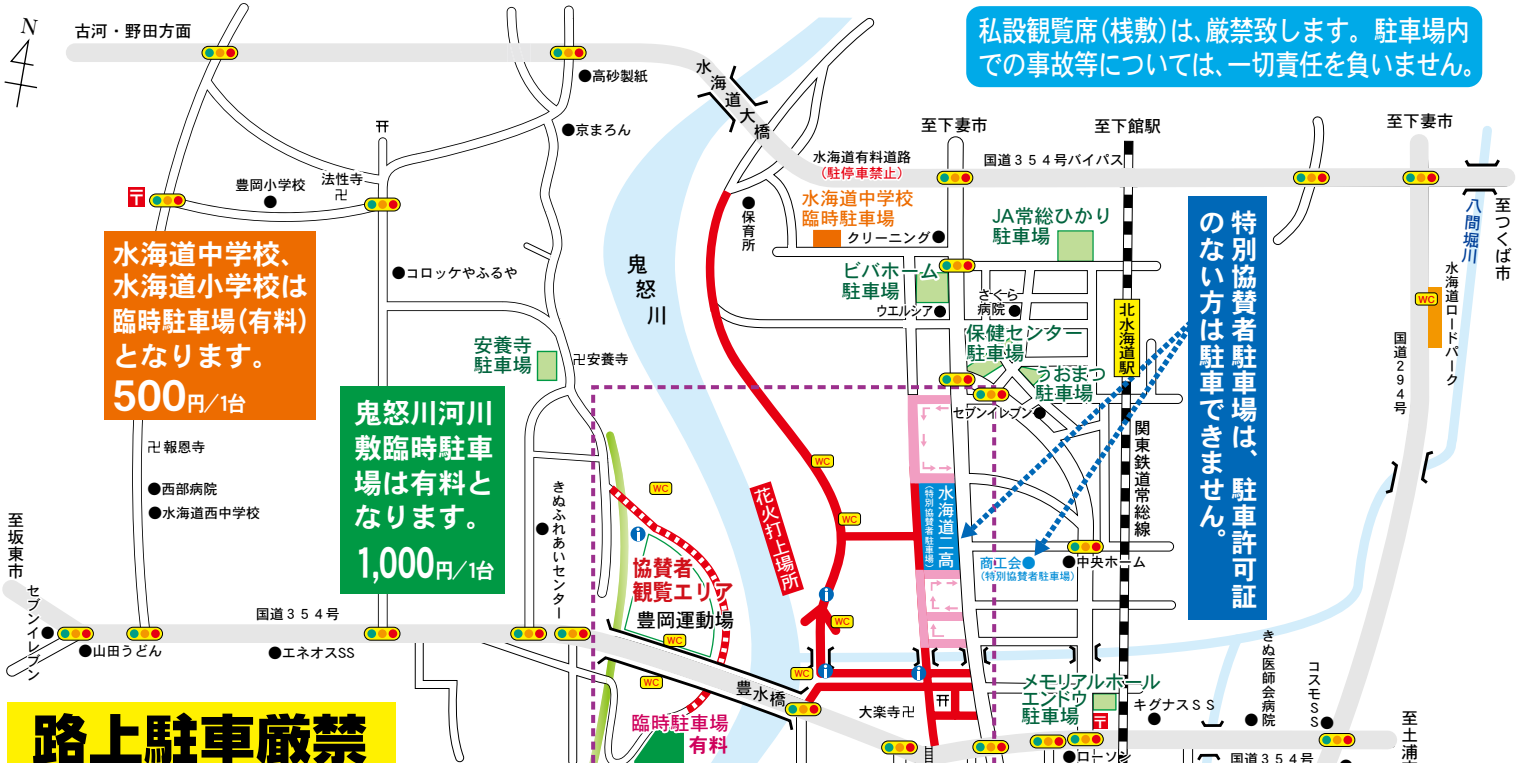 N
古河・野田方面
私設観覧席(桟敷)は、厳禁致します。駐車場内
での事故等については、一切責任を負いません。
高砂製紙
京まろん
水海道大橋
至下妻市
至下館駅
至下妻市
水海道有料道路
(駐停車禁止)
国道354号バイパス
豊岡小学校
法性寺
卍
〒
水海道中学校
臨時駐車場
クリーニング
保育所
JA常総ひかり
駐車場
八間堀川
至つくば市
水海道中学校、
水海道小学校は
臨時駐車場(有料)
となります。
500円/1台
コロッケやふるや
鬼怒川
ビバホーム
駐車場
ウエルシア
さくら
病院
北水海道駅
特別協賛者駐車場は、駐車許可証
のない方は駐車できません。
WC
水海道ロードパーク
国道294号
安養寺
駐車場
卍安養寺
保健センター
駐車場
うおまつ
駐車場
セブンイレブン
関東鉄道常総線
鬼怒川河川
敷臨時駐車
場は有料と
なります。
1,000円/1台
卍報恩寺
西部病院
水海道西中学校
きぬふれあいセンター
WC
WC
WC
花火打上場所
水海道二高
(特別協賛者駐車場)
商工会
(特別協賛者駐車場)
中央ホーム
至坂東市
セブンイレブン
山田うどん
国道354号
エネオスSS
i
協賛者
観覧エリア
豊岡運動場
WC
WC
i
WC
WC
i
i
豊水橋
臨時駐車場
有料
大楽寺卍
メモリアルホール
エンドウ
駐車場
〒
キグナスSS
きぬ医師会病院
コスモSS
至土浦市
ローソン
国道354号
路上駐車厳禁